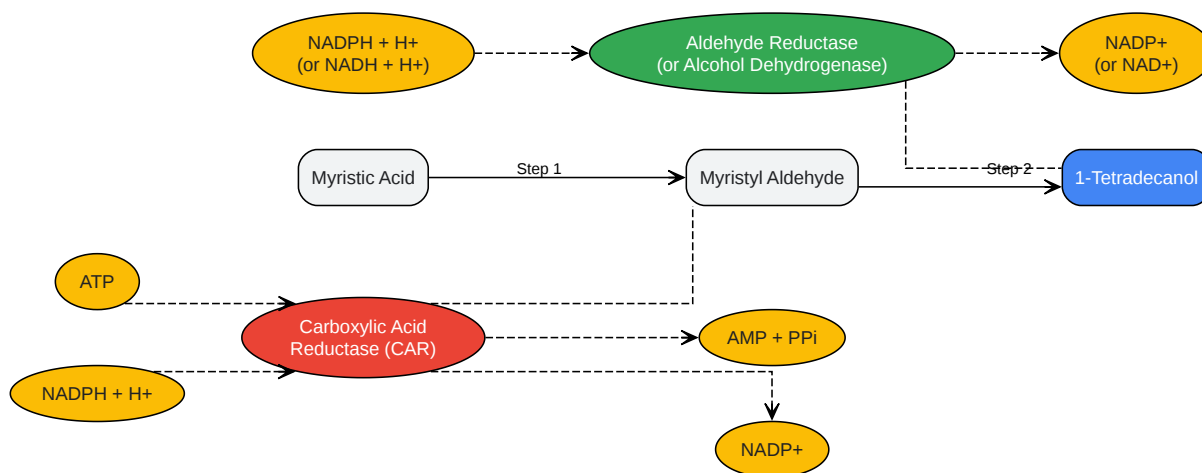 NADPH + H+
(or NADH + H+)
Aldehyde Reductase
(or Alcohol Dehydrogenase)
NADP+
(or NAD+)
Myristic Acid
Step 1
Myristyl Aldehyde
Step 2
1-Tetradecanol
ATP
Carboxylic Acid
Reductase (CAR)
AMP + PPi
NADPH + H+
NADP+